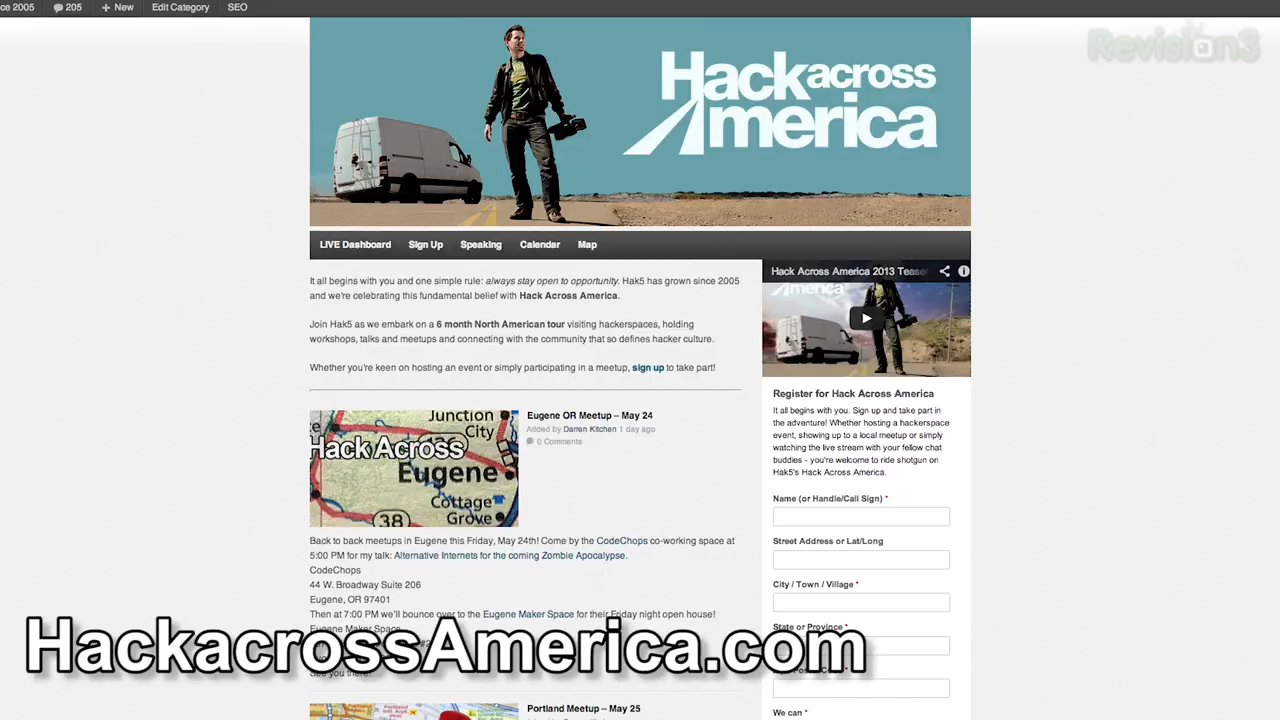 ce 2005 205 New Edit Category SEO
Revision3
Hack across
America
LIVE Dashboard Sign Up Speaking Calendar Map
It all begins with you and one simple rule: always stay open to opportunity. Hak5 has grown since 2005
and we're celebrating this fundamental belief with Hack Across America.
Join Hak5 as we embark on a 6 month North American tour visiting hackerspaces, holding
workshops, talks and meetups and connecting with the community that so defines hacker culture.
Whether you're keen on hosting an event or simply participating in a meetup, sign up to take part!
Hack Across America 2013 Tease
America
Register for Hack Across America
It all begins with you. Sign up and take part in
the adventure! Whether hosting a hackerspace
event, showing up to a local meetup or simply
watching the live stream with your fellow chat
buddies - you're welcome to ride shotgun on
Hak5's Hack Across America.
Name (or Handle/Call Sign) *
Street Address or Lat/Long
City / Town / Village *
State or Province *
We can *
Junction
City
Hack Across
Eugene
Cottage
Grove
38
Eugene OR Meetup – May 24
Added by Darren Kitchen 1 day ago
0 Comments
Back to back meetups in Eugene this Friday, May 24th! Come by the CodeChops co-working space at
5:00 PM for my talk: Alternative Internets for the coming Zombie Apocalypse.
CodeChops
44 W. Broadway Suite 206
Eugene, OR 97401
Then at 7:00 PM we'll bounce over to the Eugene Maker Space for their Friday night open house!
Eugene Maker Space
See you there!
HackacrossAmerica.com
Portland Meetup – May 25